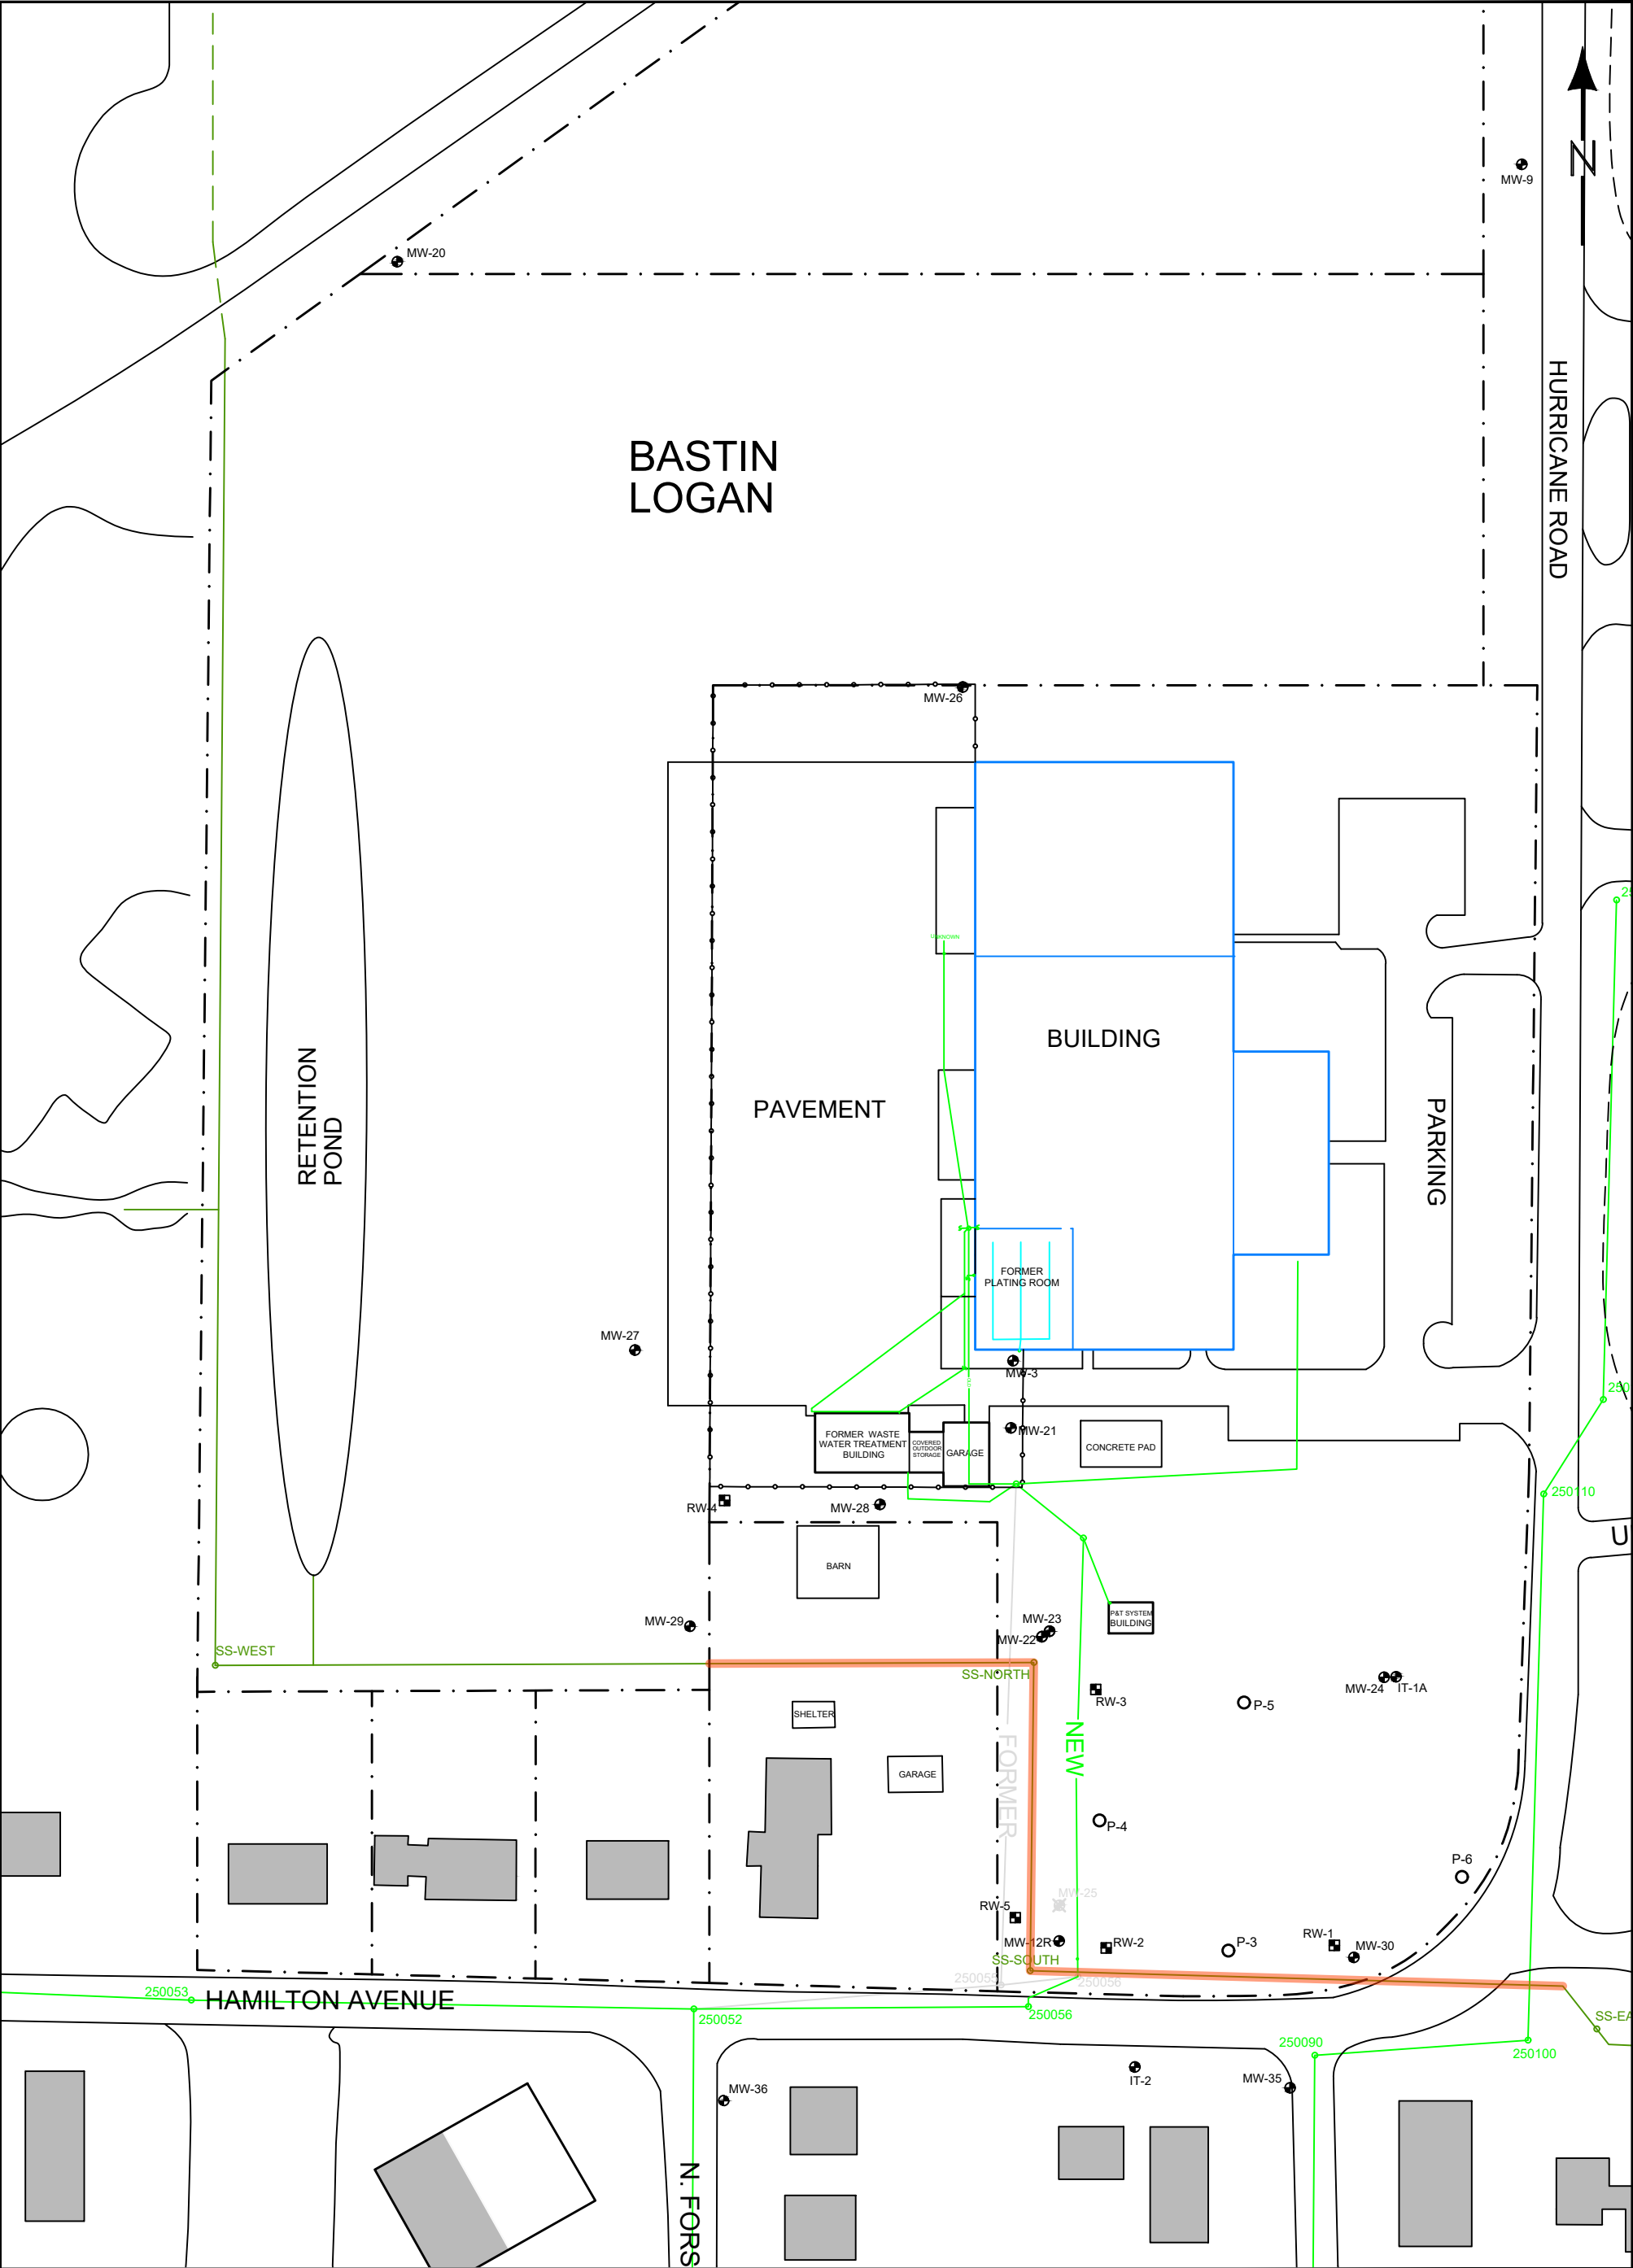 MW-9
N
MW-20
HURRICANE ROAD
BASTIN
LOGAN
MW-26
UNKNOWN
BUILDING
RETENTION
POND
PAVEMENT
PARKING
FORMER
PLATING ROOM
MW-27
MW-3
MW-21
FORMER WASTE
WATER TREATMENT
BUILDING
COVERED
OUTDOOR
STORAGE
GARAGE
CONCRETE PAD
250110
RW-4
MW-28
BARN
P&T SYSTEM
BUILDING
MW-29
MW-23
MW-22
SS-WEST
SS-NORTH
MW-24
IT-1A
RW-3
P-5
SHELTER
NEW
FORMER
GARAGE
P-4
P-6
MW-25
RW-5
MW-12R
RW-2
P-3
RW-1
MW-30
SS-SOUTH
250056
250053
HAMILTON AVENUE
250052
250056
250090
250100
IT-2
MW-35
MW-36
N. FORS